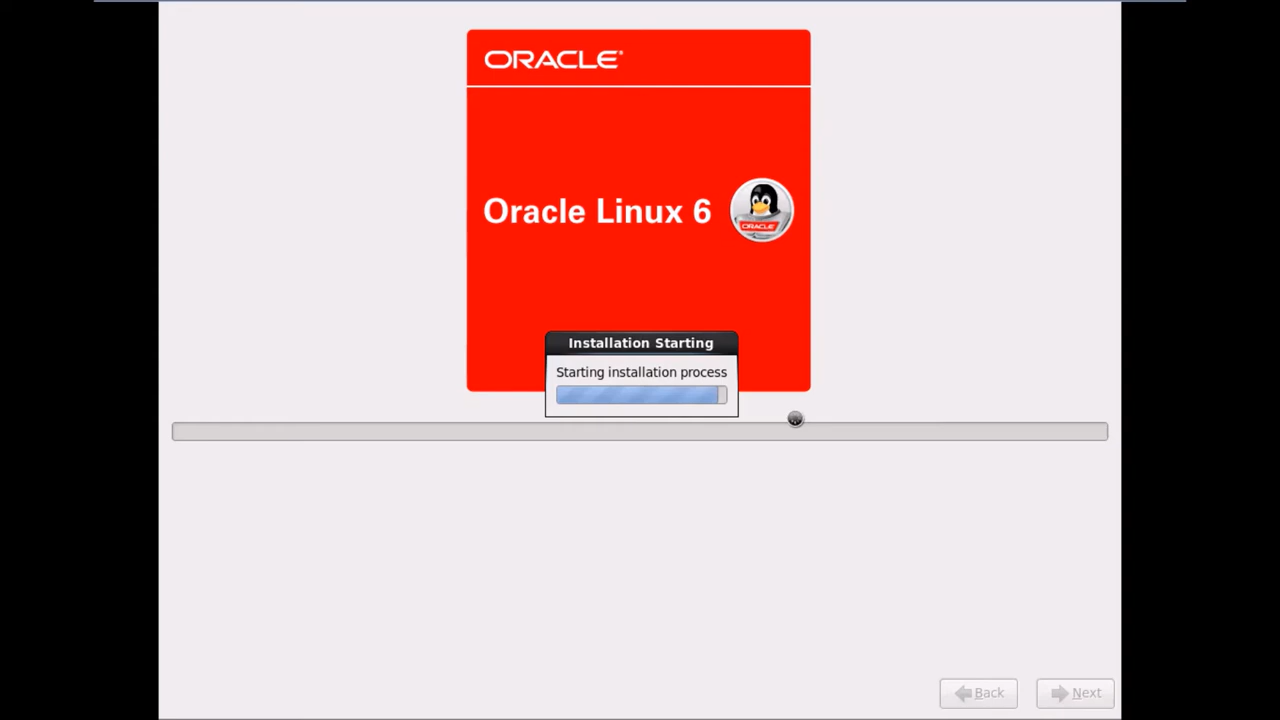 ORACLE®
Oracle Linux 6
ORACLE
Installation Starting
Starting installation process
Back
Next